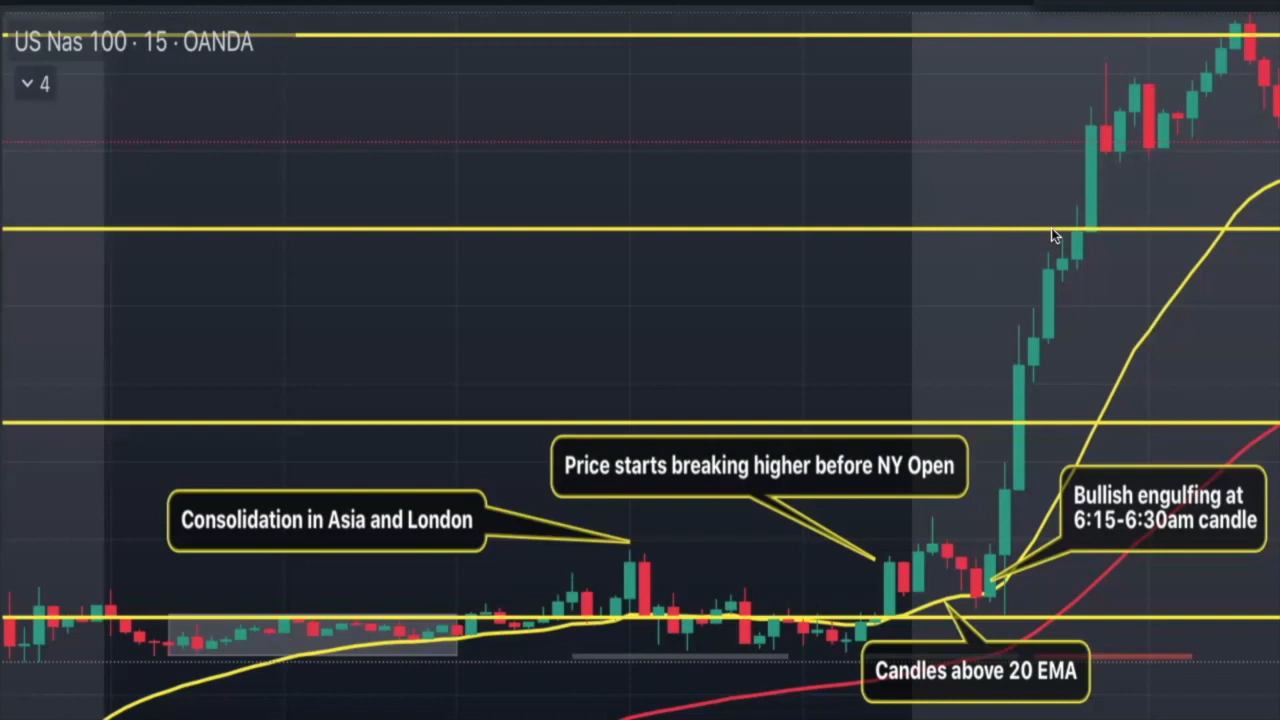 US Nas 100 · 15 · OANDA
4
Price starts breaking higher before NY Open
Consolidation in Asia and London
Bullish engulfing at
6:15-6:30am candle
Candles above 20 EMA